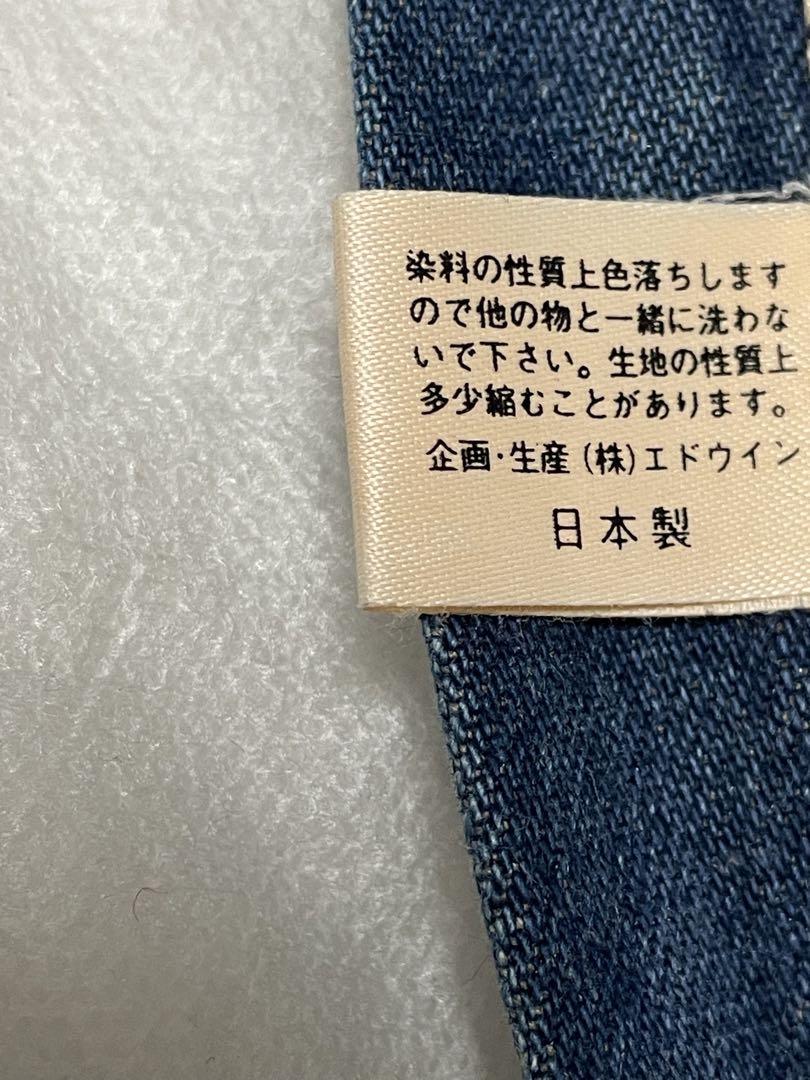 染料の性質上色落ちします
ので他の物と一緒に洗わな
いで下さい。生地の性質上
多少縮むことがあります。
企画・生産(株)エドウイン
日本製